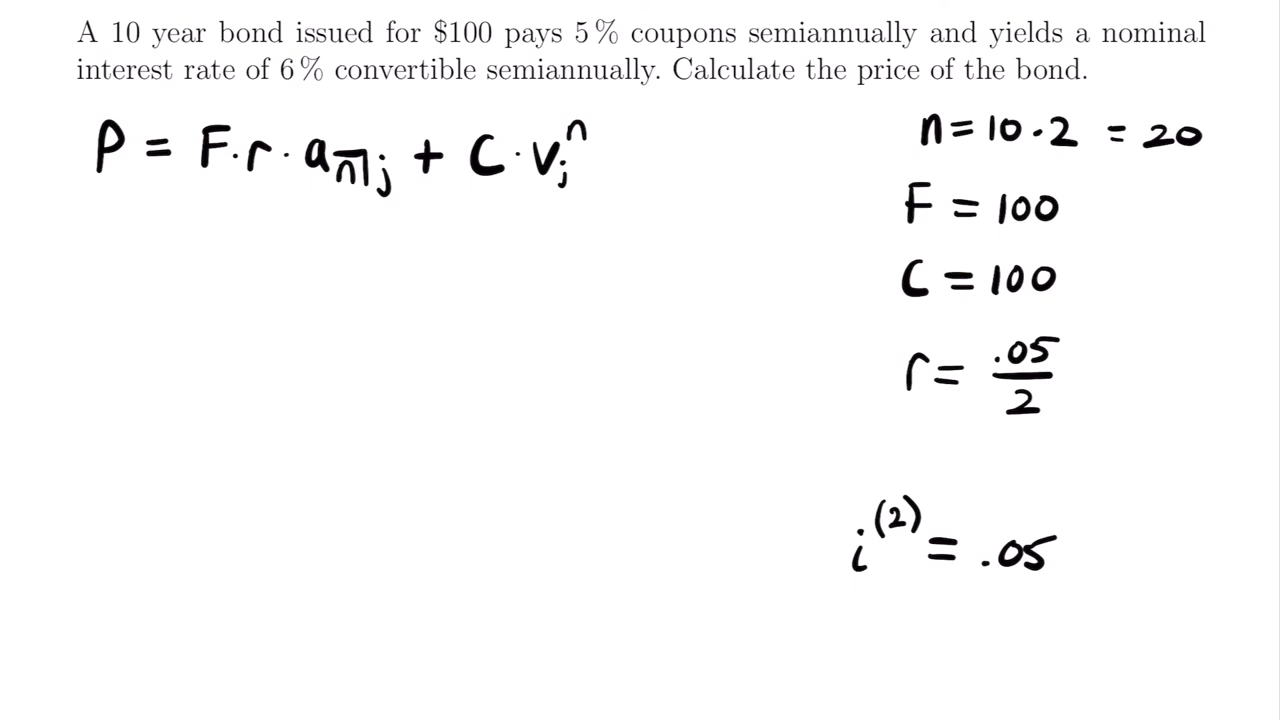 A 10 year bond issued for $100 pays 5 % coupons semiannually and yields a nominal
interest rate of 6 % convertible semiannually. Calculate the price of the bond.
P = F · r · a_{n̅|j} + C · v_j^n
n = 10 · 2 = 20
F = 100
C = 100
r = .05/2
i^{(2)} = .05